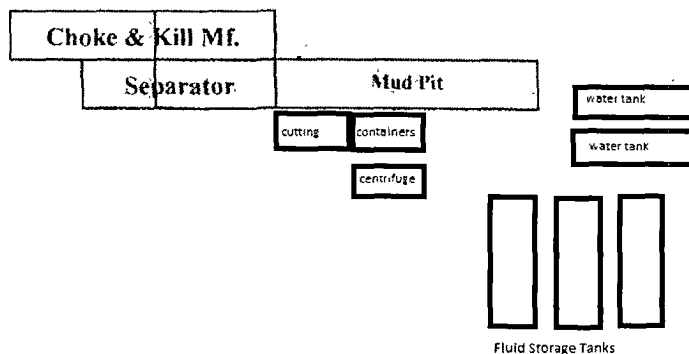 Choke & Kill Mf.
Separator
Mud Pit
water tank
cutting
containers
water tank
centrifuge
Fluid Storage Tanks